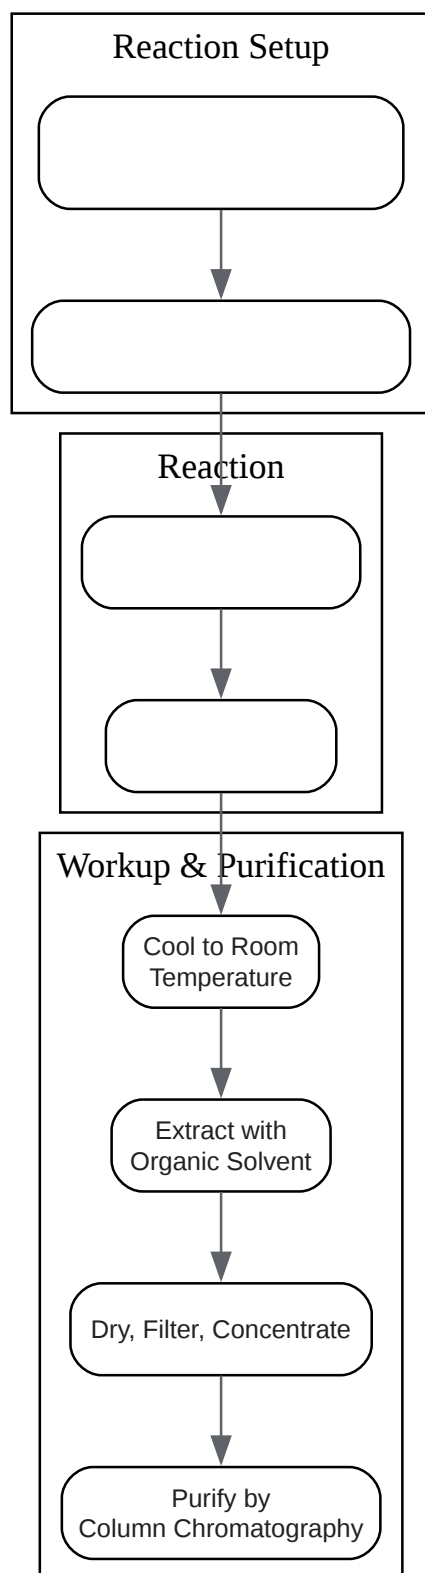 Reaction Setup
Reaction
Workup & Purification
Cool to Room
Temperature
Extract with
Organic Solvent
Dry, Filter, Concentrate
Purify by
Column Chromatography